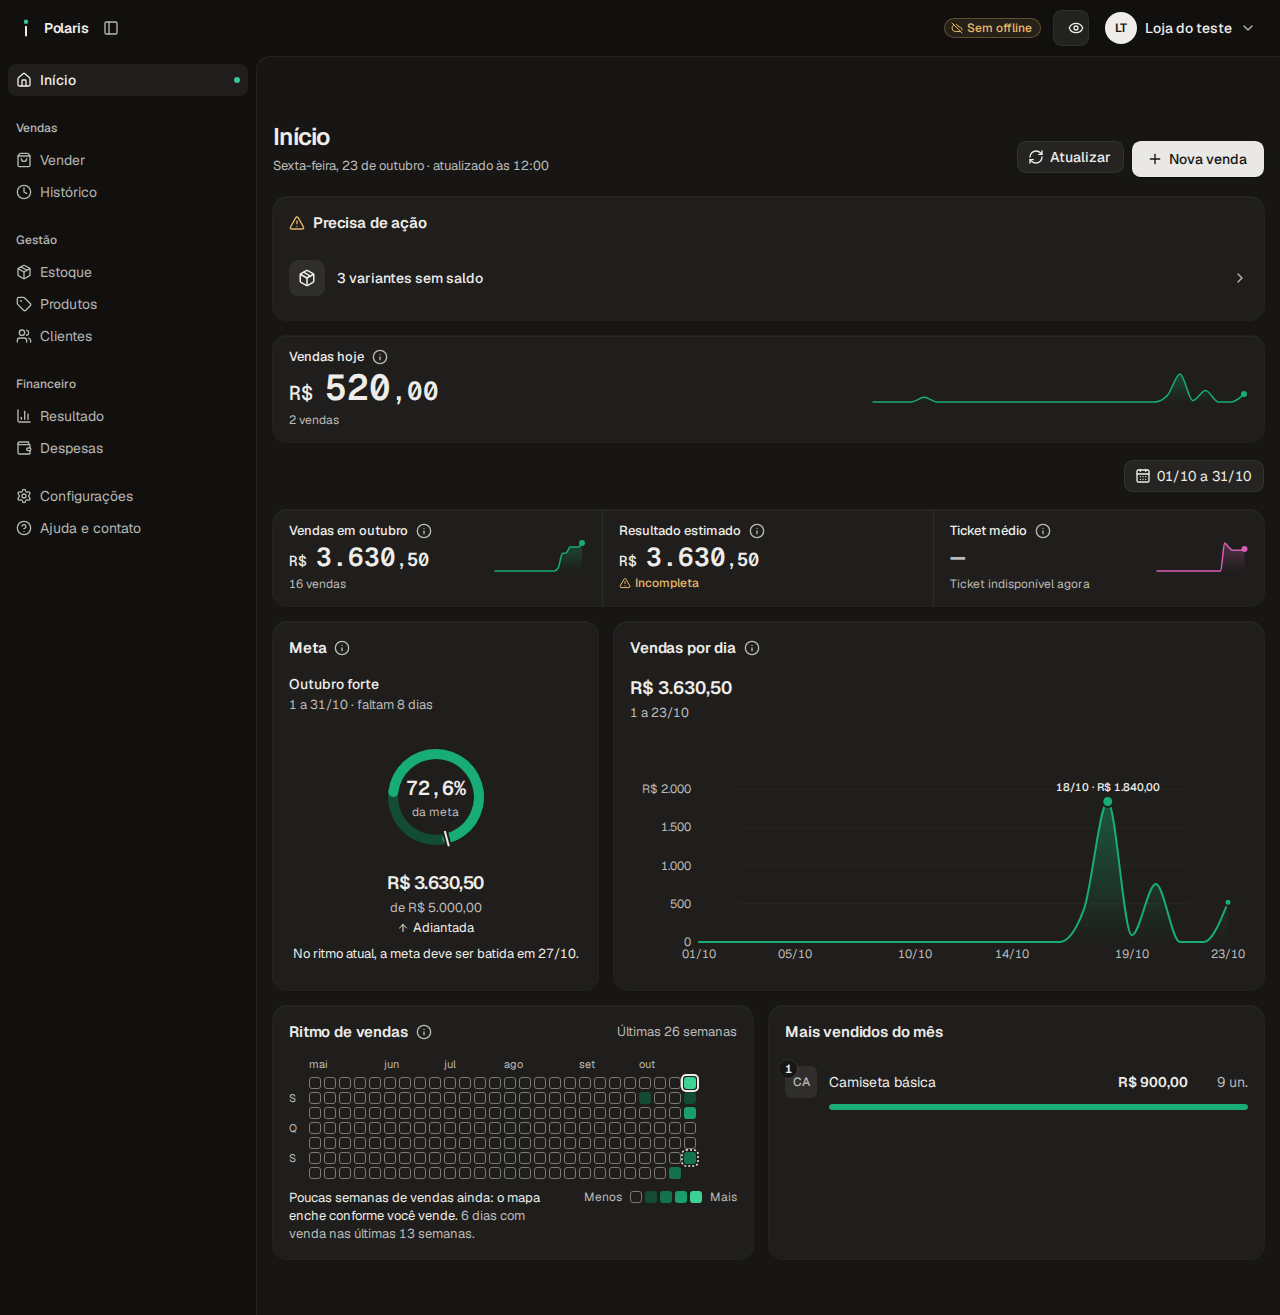 Polaris
Sem offline
LT
Loja do teste
Início
Vendas
Vender
Histórico
Gestão
Estoque
Produtos
Clientes
Financeiro
Resultado
Despesas
Configurações
Ajuda e contato
Início
Sexta-feira, 23 de outubro · atualizado às 12:00
Atualizar
Nova venda
Precisa de ação
3 variantes sem saldo
Vendas hoje
R$ 520,00
2 vendas
01/10 a 31/10
Vendas em outubro
R$ 3.630,50
16 vendas
Resultado estimado
R$ 3.630,50
Incompleta
Ticket médio
—
Ticket indisponível agora
Meta
Outubro forte
1 a 31/10 · faltam 8 dias
72,6%
da meta
R$ 3.630,50
de R$ 5.000,00
Adiantada
No ritmo atual, a meta deve ser batida em 27/10.
Vendas por dia
R$ 3.630,50
1 a 23/10
18/10 · R$ 1.840,00
R$ 2.000
1.500
1.000
500
0
01/10 05/10 10/10 14/10 19/10 23/10
Ritmo de vendas
Últimas 26 semanas
mai jun jul ago set out
S
Q
S
Poucas semanas de vendas ainda: o mapa
enche conforme você vende. 6 dias com
venda nas últimas 13 semanas.
Menos
Mais
Mais vendidos do mês
1
CA
Camiseta básica
R$ 900,00
9 un.